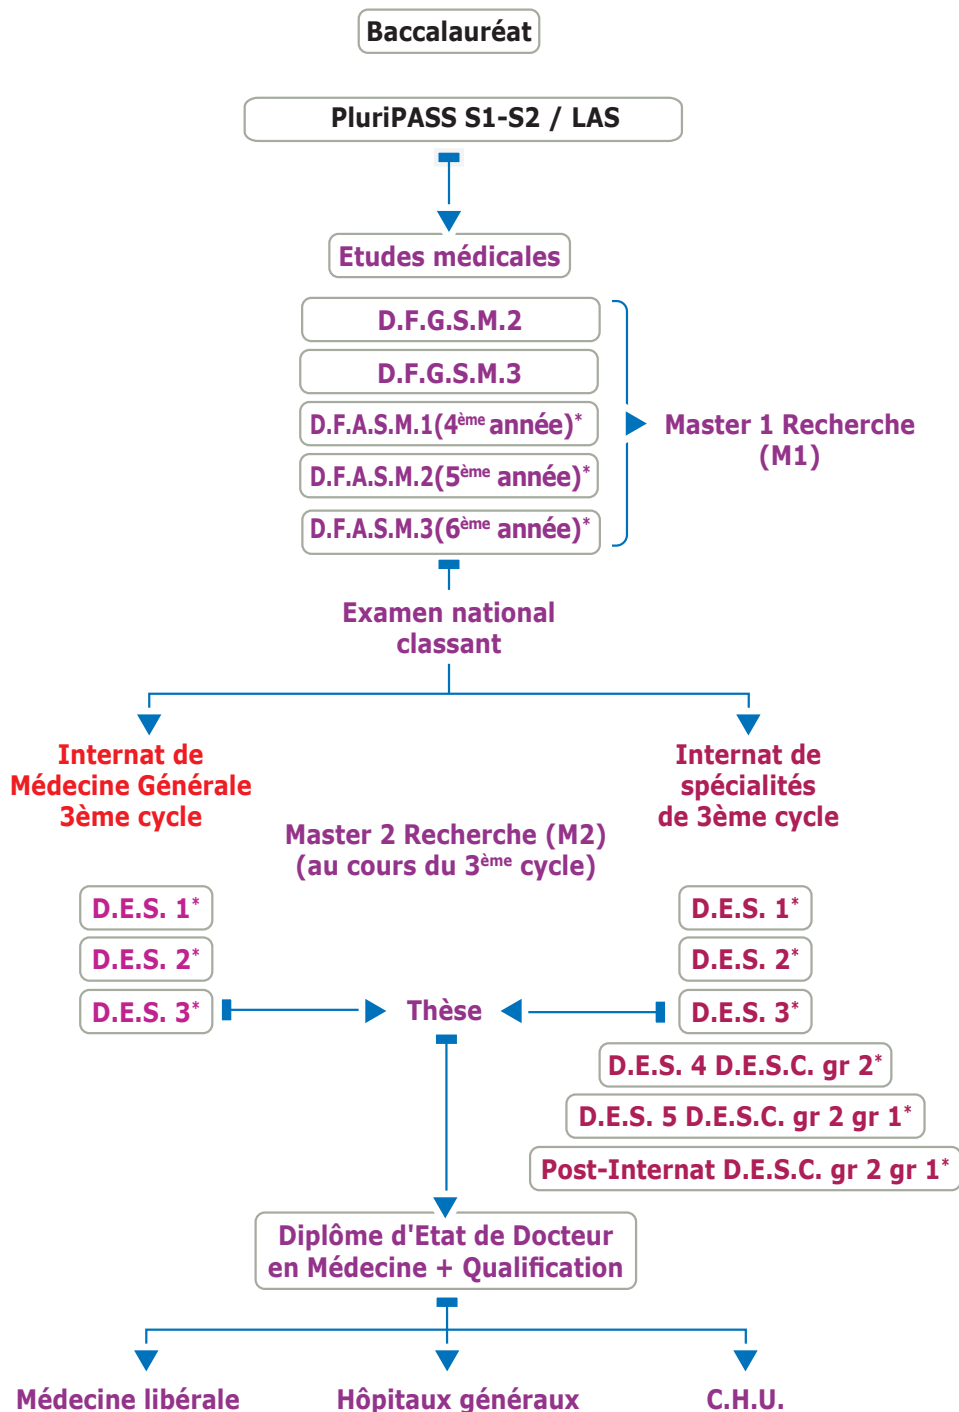 Baccalauréat
PluriPASS S1-S2 / LAS
Etudes médicales
D.F.G.S.M.2
D.F.G.S.M.3
D.F.A.S.M.1(4ème année)*
D.F.A.S.M.2(5ème année)*
D.F.A.S.M.3(6ème année)*
Master 1 Recherche
(M1)
Examen national
classant
Internat de
Médecine Générale
3ème cycle
Internat de
spécialités
de 3ème cycle
Master 2 Recherche (M2)
(au cours du 3ème cycle)
D.E.S. 1*
D.E.S. 2*
D.E.S. 3*
Thèse
D.E.S. 1*
D.E.S. 2*
D.E.S. 3*
D.E.S. 4 D.E.S.C. gr 2*
D.E.S. 5 D.E.S.C. gr 2 gr 1*
Post-Internat D.E.S.C. gr 2 gr 1*
Diplôme d'Etat de Docteur
en Médecine + Qualification
Médecine libérale
Hôpitaux généraux
C.H.U.